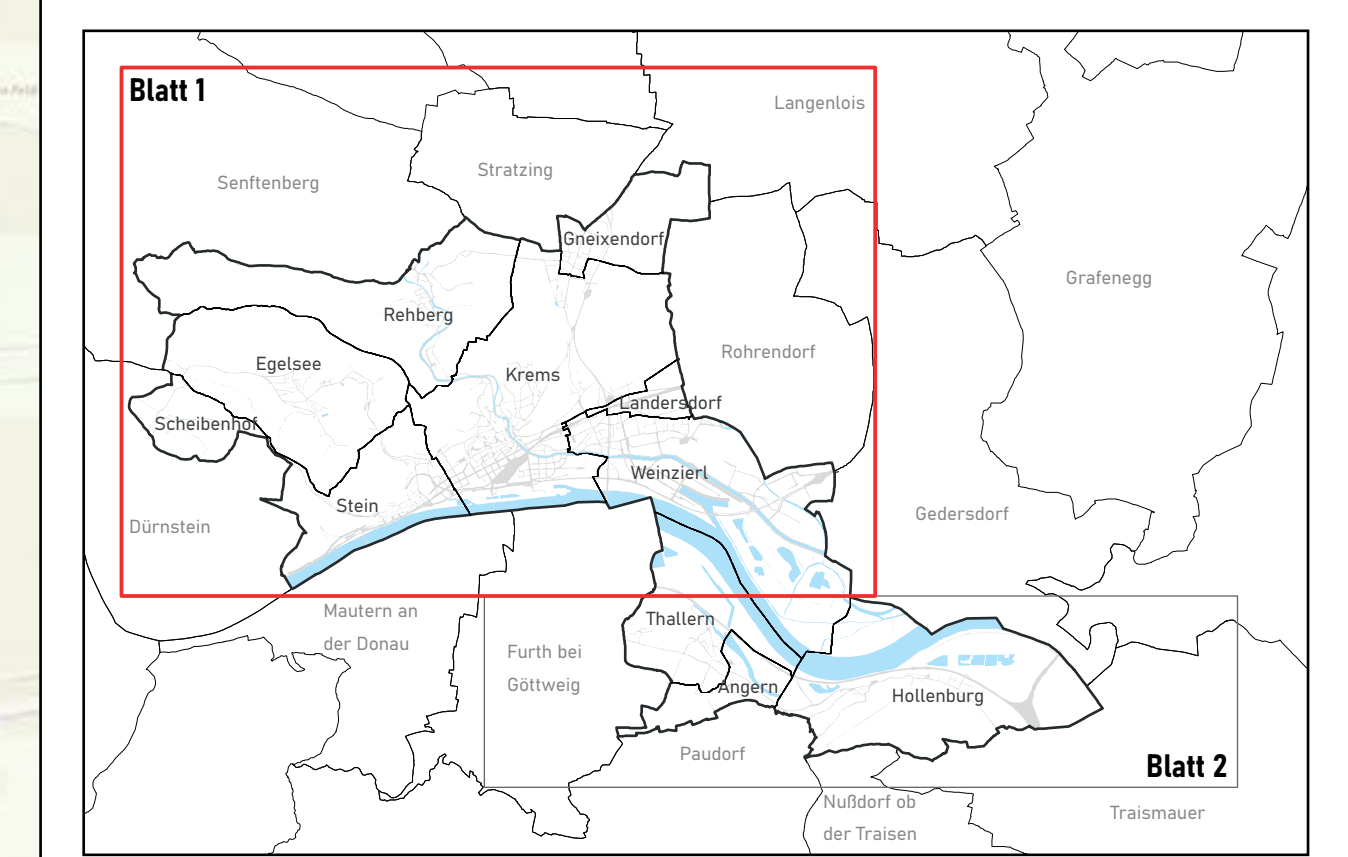 Blatt 1
Langenlois
Stratzing
Senftenberg
Gneixendorf
Grafenegg
Rehberg
Rohrendorf
Egelsee
Krems
Landersdorf
Scheibenhof
Weinzierl
Stein
Gedersdorf
Dürnstein
Mautern an
der Donau
Thallern
Furth bei
Göttweig
Angern
Hollenburg
Paudorf
Blatt 2
Nußdorf ob
der Traisen
Traismauer